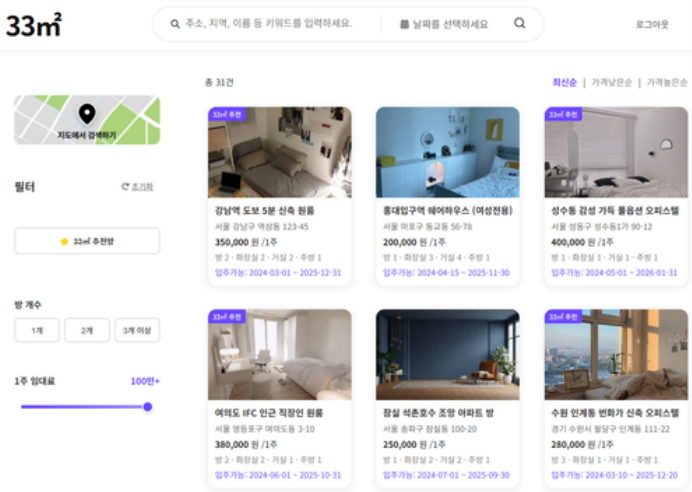 33㎡
주소, 지역, 이름 등 키워드를 입력하세요.
날짜를 선택하세요
로그아웃
지도에서 검색하기
총 31건
최신순 | 가격낮은순 | 가격높은순
필터
초기화
33㎡ 추천방
방 개수
1개
2개
3개 이상
1주 임대료
100만+
33㎡ 추천
강남역 도보 5분 신축 원룸
서울 강남구 역삼동 123-45
350,000 원 /1주
방 2 · 화장실 2 · 거실 2 · 주방 1
입주가능: 2024-03-01 ~ 2025-12-31
홍대입구역 쉐어하우스 (여성전용)
서울 마포구 동교동 56-78
200,000 원 /1주
방 1 · 화장실 3 · 거실 4 · 주방 1
입주가능: 2024-04-15 ~ 2025-11-30
33㎡ 추천
성수동 감성 가득 풀옵션 오피스텔
서울 성동구 성수동1가 90-12
400,000 원 /1주
방 1 · 화장실 1 · 거실 1 · 주방 1
입주가능: 2024-05-01 ~ 2026-01-31
33㎡ 추천
여의도 IFC 인근 직장인 원룸
서울 영등포구 여의도동 3-10
380,000 원 /1주
방 2 · 화장실 2 · 거실 1 · 주방 1
입주가능: 2024-06-01 ~ 2025-10-31
잠실 석촌호수 조망 아파트 방
서울 송파구 잠실동 100-20
250,000 원 /1주
방 1 · 화장실 2 · 거실 1 · 주방 1
입주가능: 2024-07-01 ~ 2025-09-30
33㎡ 추천
수원 인계동 번화가 신축 오피스텔
경기 수원시 팔달구 인계동 111-22
280,000 원 /1주
방 3 · 화장실 1 · 거실 1 · 주방 1
입주가능: 2024-03-10 ~ 2025-12-20